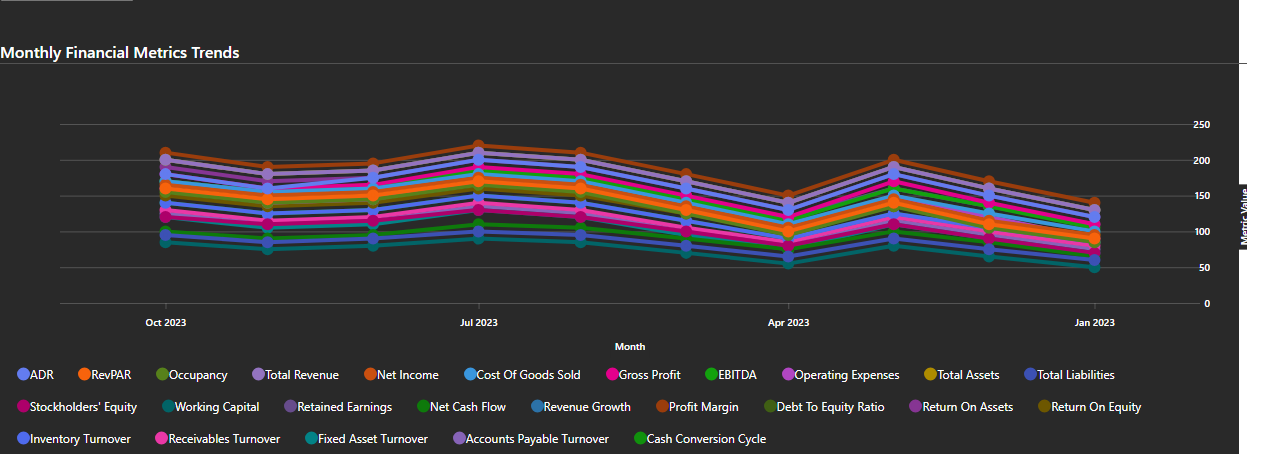 Monthly Financial Metrics Trends
250
200
150
100
50
0
Metric Value
Oct 2023 Jul 2023 Apr 2023 Jan 2023
Month
ADR RevPAR Occupancy Total Revenue Net Income Cost Of Goods Sold Gross Profit EBITDA Operating Expenses Total Assets Total Liabilities
Stockholders' Equity Working Capital Retained Earnings Net Cash Flow Revenue Growth Profit Margin Debt To Equity Ratio Return On Assets Return On Equity
Inventory Turnover Receivables Turnover Fixed Asset Turnover Accounts Payable Turnover Cash Conversion Cycle